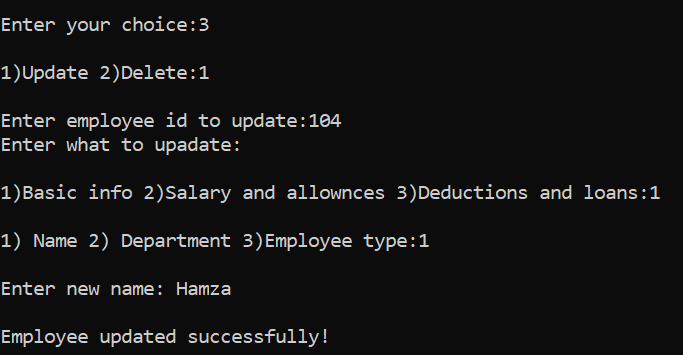 Enter your choice:3
1)Update 2)Delete:1
Enter employee id to update:104
Enter what to upadate:
1)Basic info 2)Salary and allownces 3)Deductions and loans:1
1) Name 2) Department 3)Employee type:1
Enter new name: Hamza
Employee updated successfully!